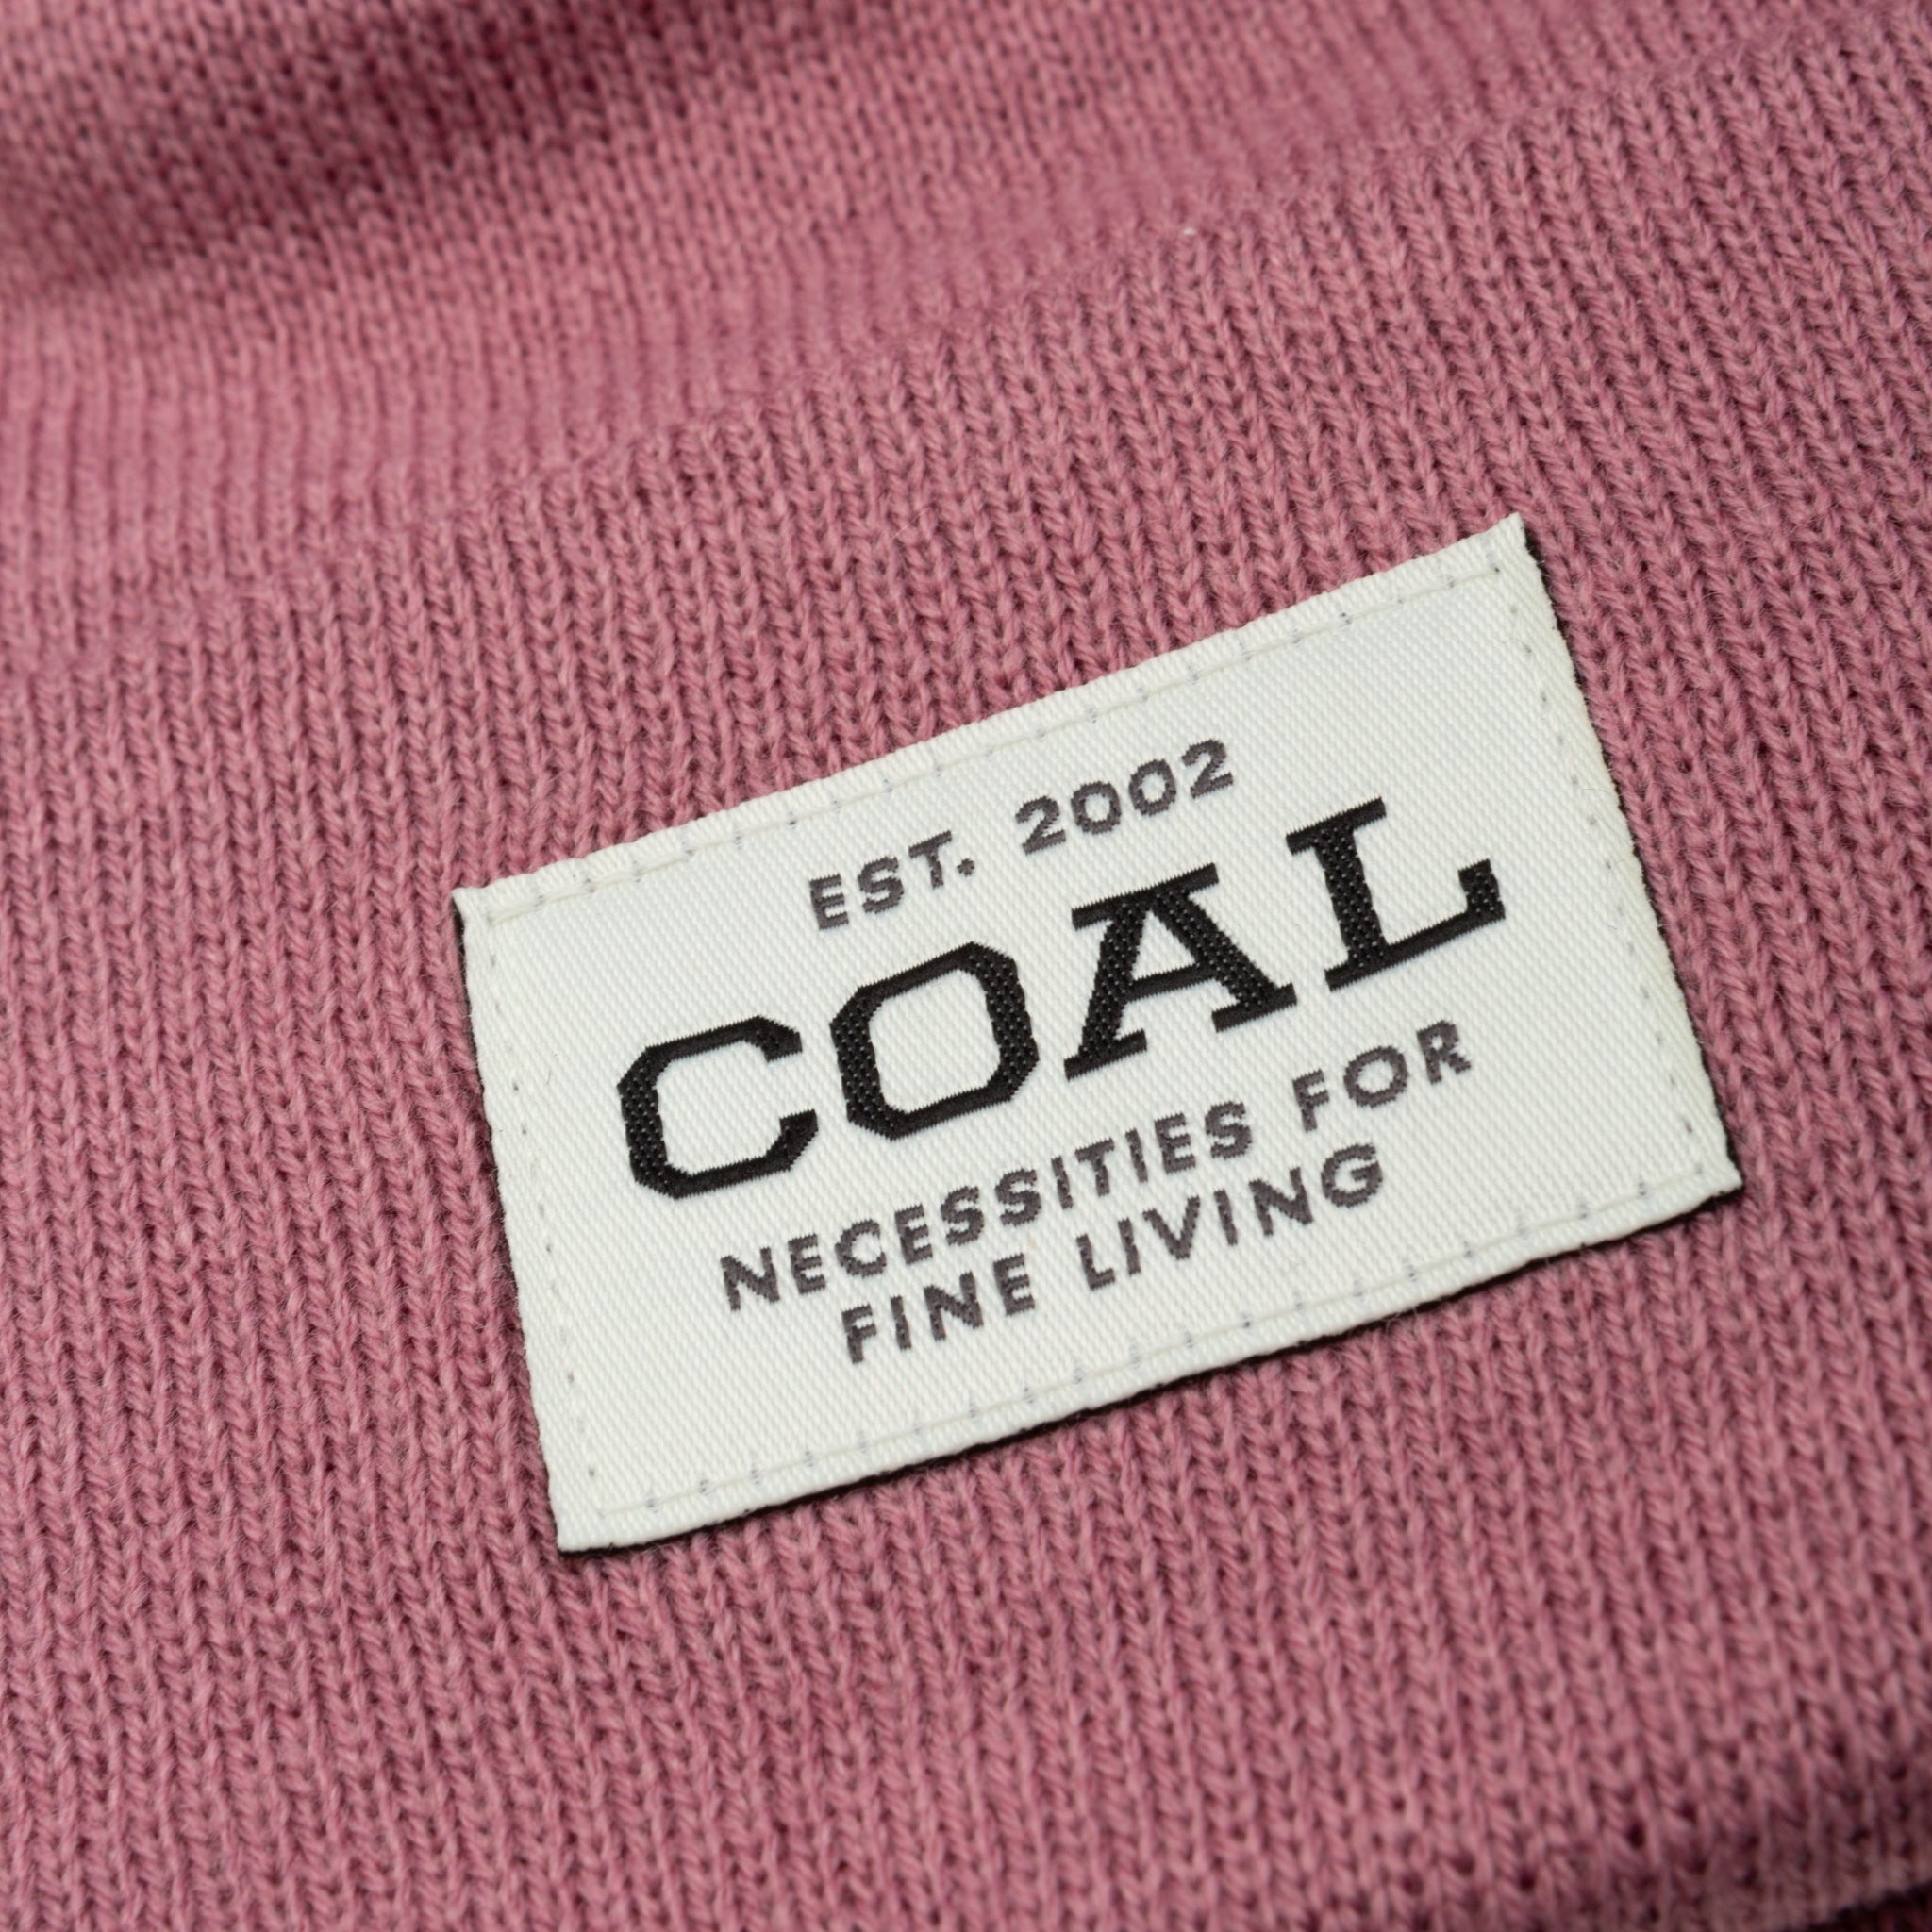 EST. 2002
COAL
NECESSITIES FOR
FINE LIVING